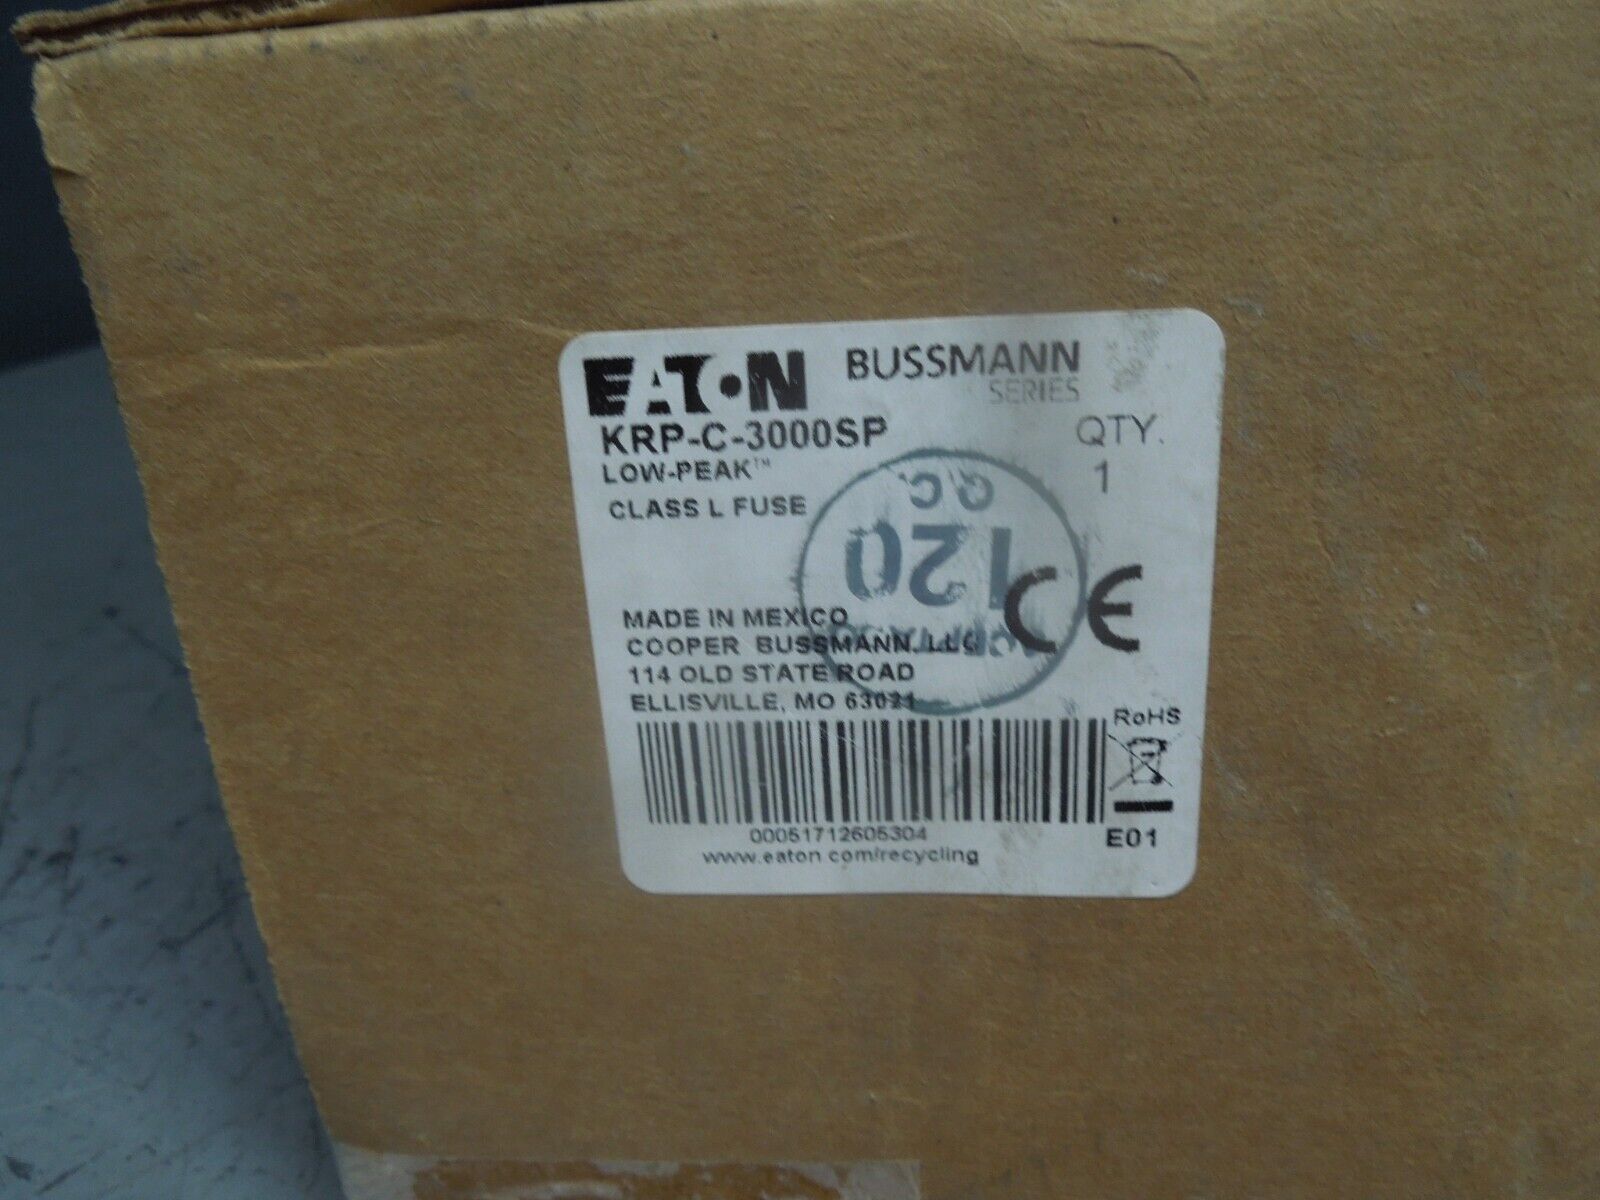 EATON BUSSMANN
SERIES
KRP-C-3000SP QTY.
LOW-PEAK™ 1
CLASS L FUSE
Q.C.
120
MADE IN MEXICO
COOPER BUSSMANN, LLC
114 OLD STATE ROAD
ELLISVILLE, MO 63021
CE
RoHS
00051712605304
E01
www.eaton.com/recycling